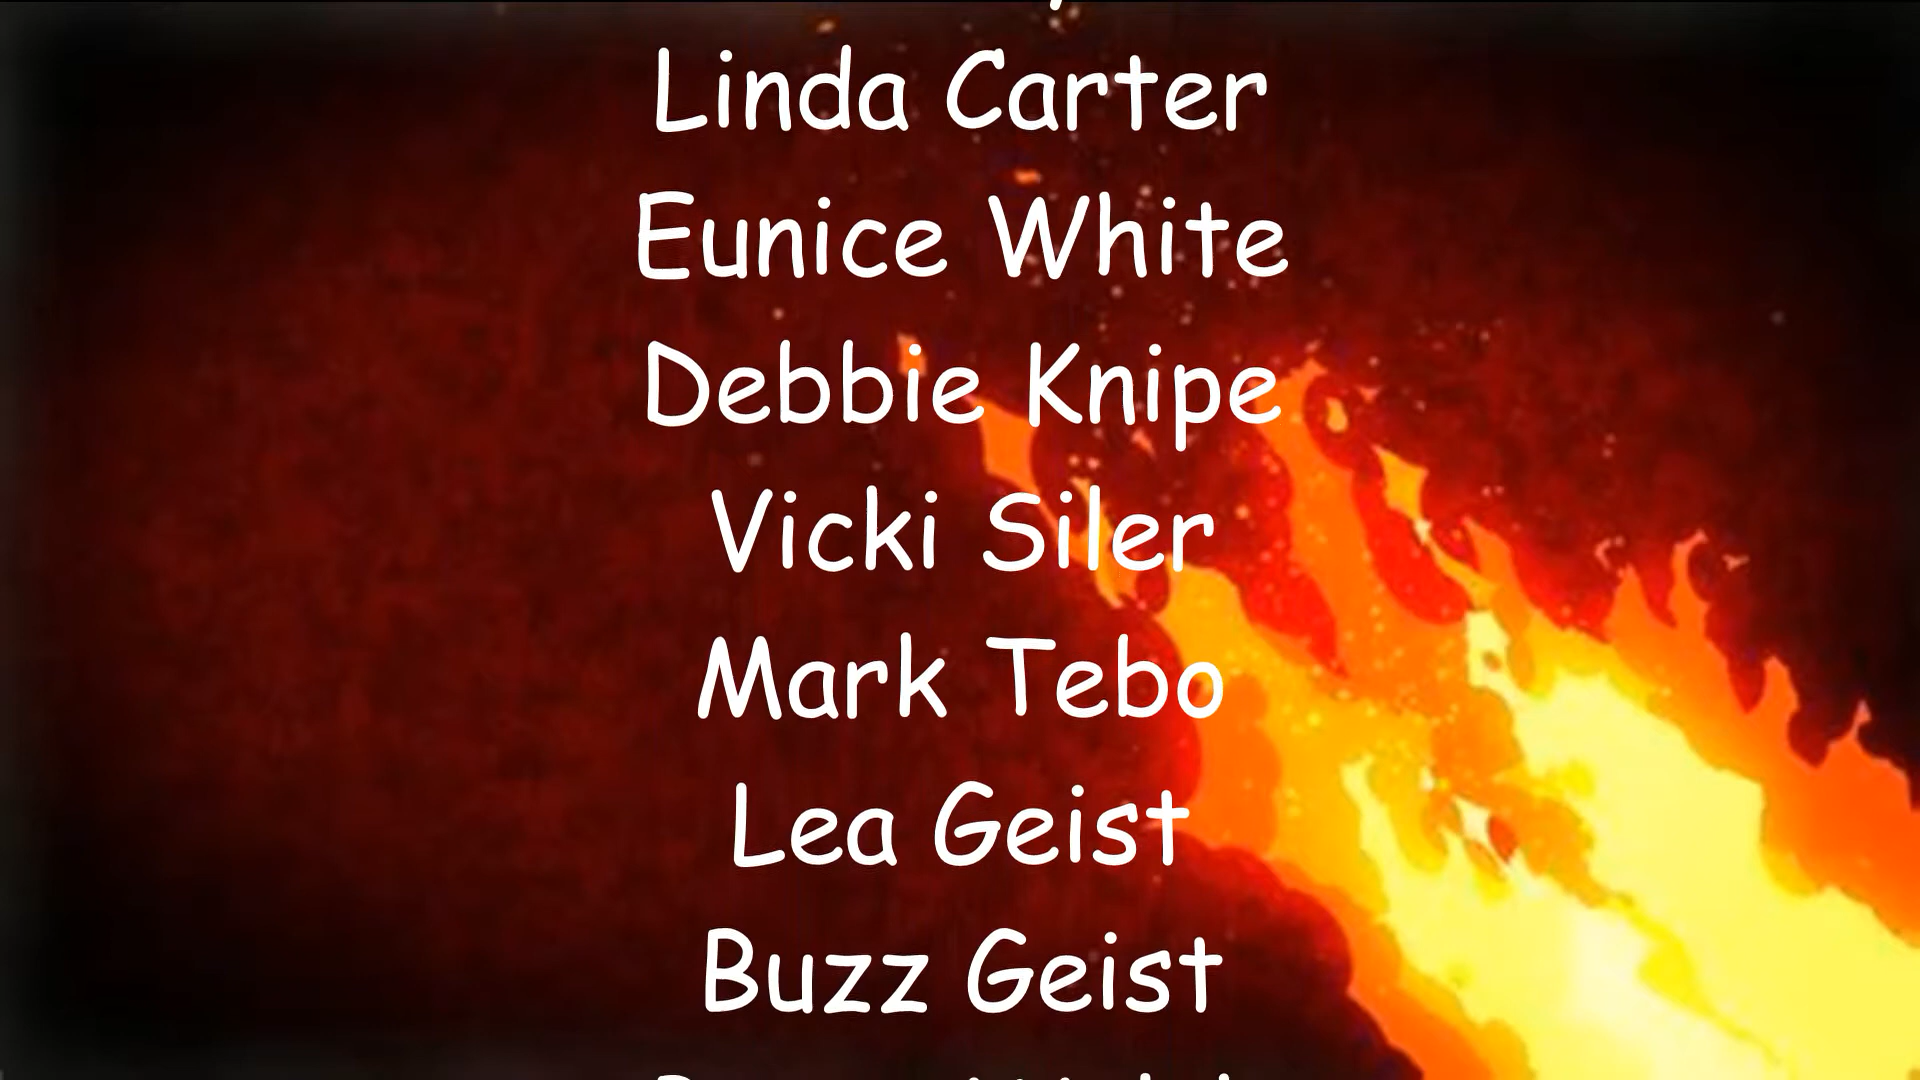 Linda Carter
Eunice White
Debbie Knipe
Vicki Siler
Mark Tebo
Lea Geist
Buzz Geist